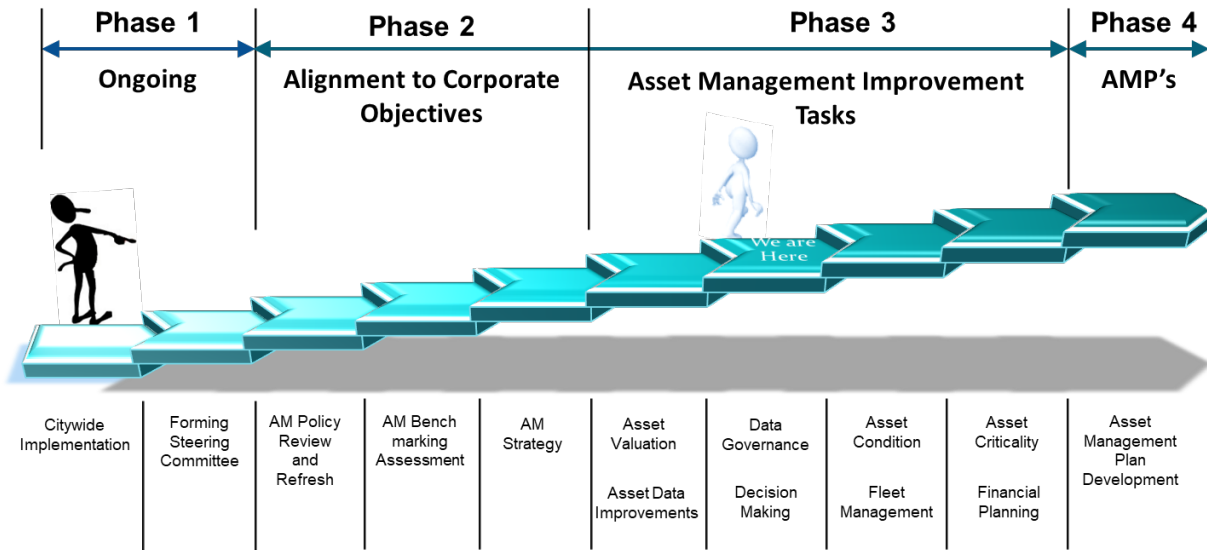 Phase 1
Phase 2
Phase 3
Phase 4
Ongoing
Alignment to Corporate
Objectives
Asset Management Improvement
Tasks
AMP's
We are
Here
Citywide
Implementation
Forming
Steering
Committee
AM Policy
Review
and
Refresh
AM Bench
marking
Assessment
AM
Strategy
Asset
Valuation
Asset Data
Improvements
Data
Governance
Decision
Making
Asset
Condition
Fleet
Management
Asset
Criticality
Financial
Planning
Asset
Management
Plan
Development